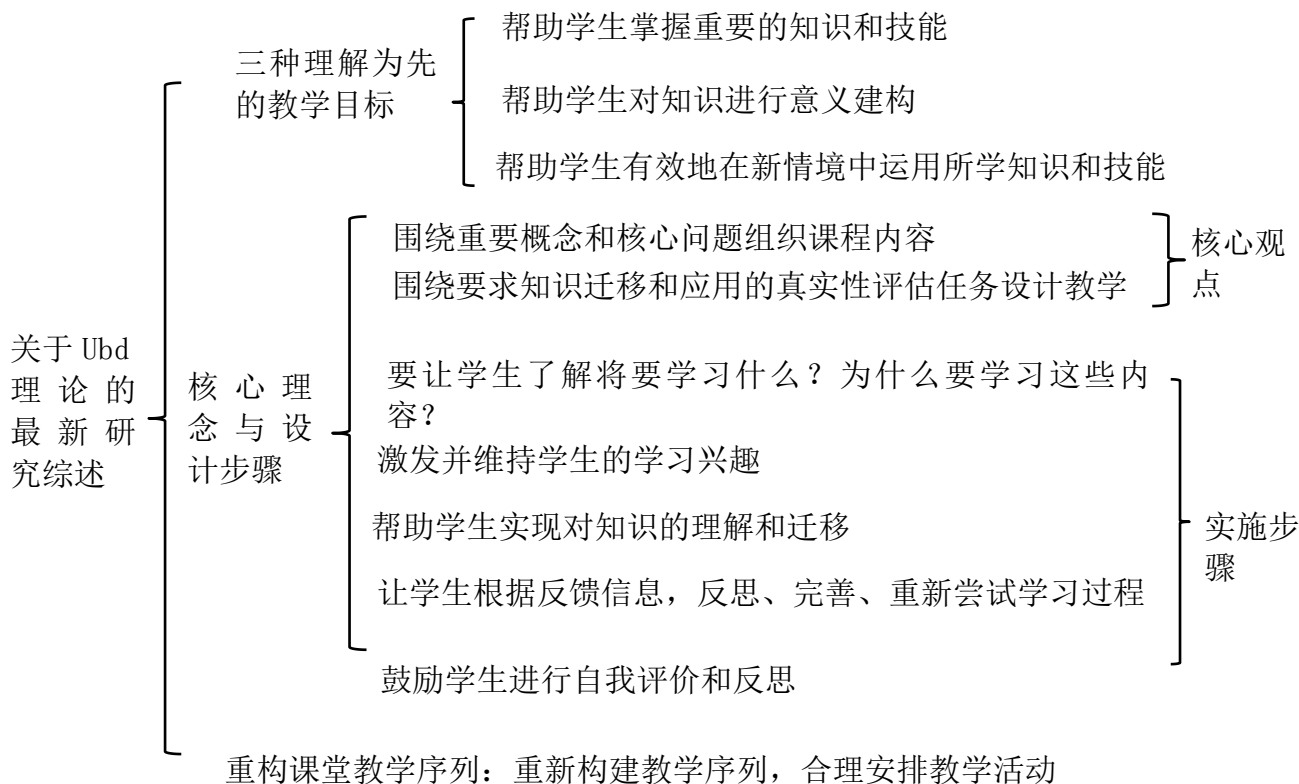 三种理解为先
的教学目标
帮助学生掌握重要的知识和技能
帮助学生对知识进行意义建构
帮助学生有效地在新情境中运用所学知识和技能
关于 Ubd
理论的
最新研
究综述
核心理
念与设
计步骤
围绕重要概念和核心问题组织课程内容
围绕要求知识迁移和应用的真实性评估任务设计教学
核心观
点
要让学生了解将要学习什么？为什么要学习这些内
容？
激发并维持学生的学习兴趣
帮助学生实现对知识的理解和迁移
让学生根据反馈信息，反思、完善、重新尝试学习过程
鼓励学生进行自我评价和反思
实施步
骤
重构课堂教学序列：重新构建教学序列，合理安排教学活动